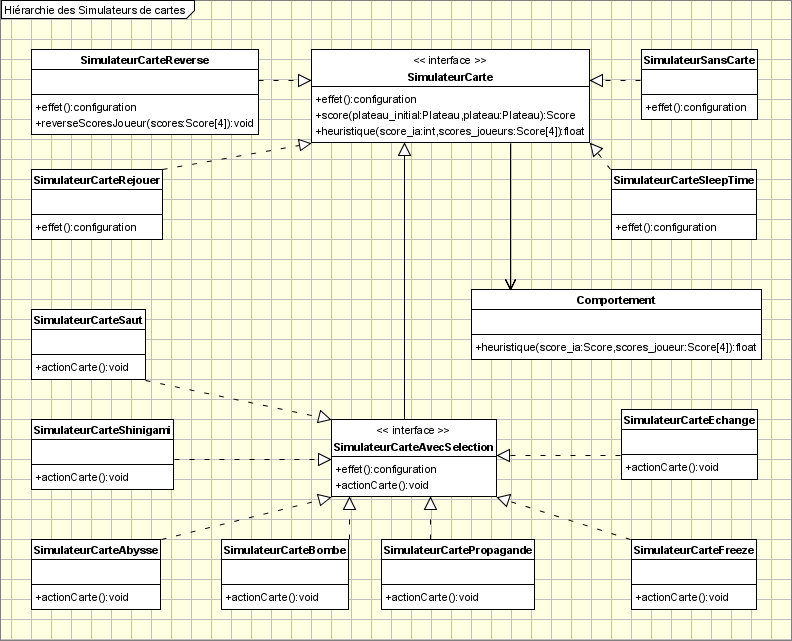 Hiérarchie des Simulateurs de cartes
SimulateurCarteReverse
+effet():configuration
+reverseScoresJoueur(scores:Score[4]):void
<< interface >>
SimulateurCarte
+effet():configuration
+score(plateau_initial:Plateau,plateau:Plateau):Score
+heuristique(score_ia:int,scores_joueurs:Score[4]):float
SimulateurSansCarte
+effet():configuration
SimulateurCarteRejouer
+effet():configuration
SimulateurCarteSleepTime
+effet():configuration
Comportement
+heuristique(score_ia:Score,scores_joueur:Score[4]):float
SimulateurCarteSaut
+actionCarte():void
SimulateurCarteShinigami
+actionCarte():void
<< interface >>
SimulateurCarteAvecSelection
+effet():configuration
+actionCarte():void
SimulateurCarteEchange
+actionCarte():void
SimulateurCarteAbysse
+actionCarte():void
SimulateurCarteBombe
+actionCarte():void
SimulateurCartePropagande
+actionCarte():void
SimulateurCarteFreeze
+actionCarte():void